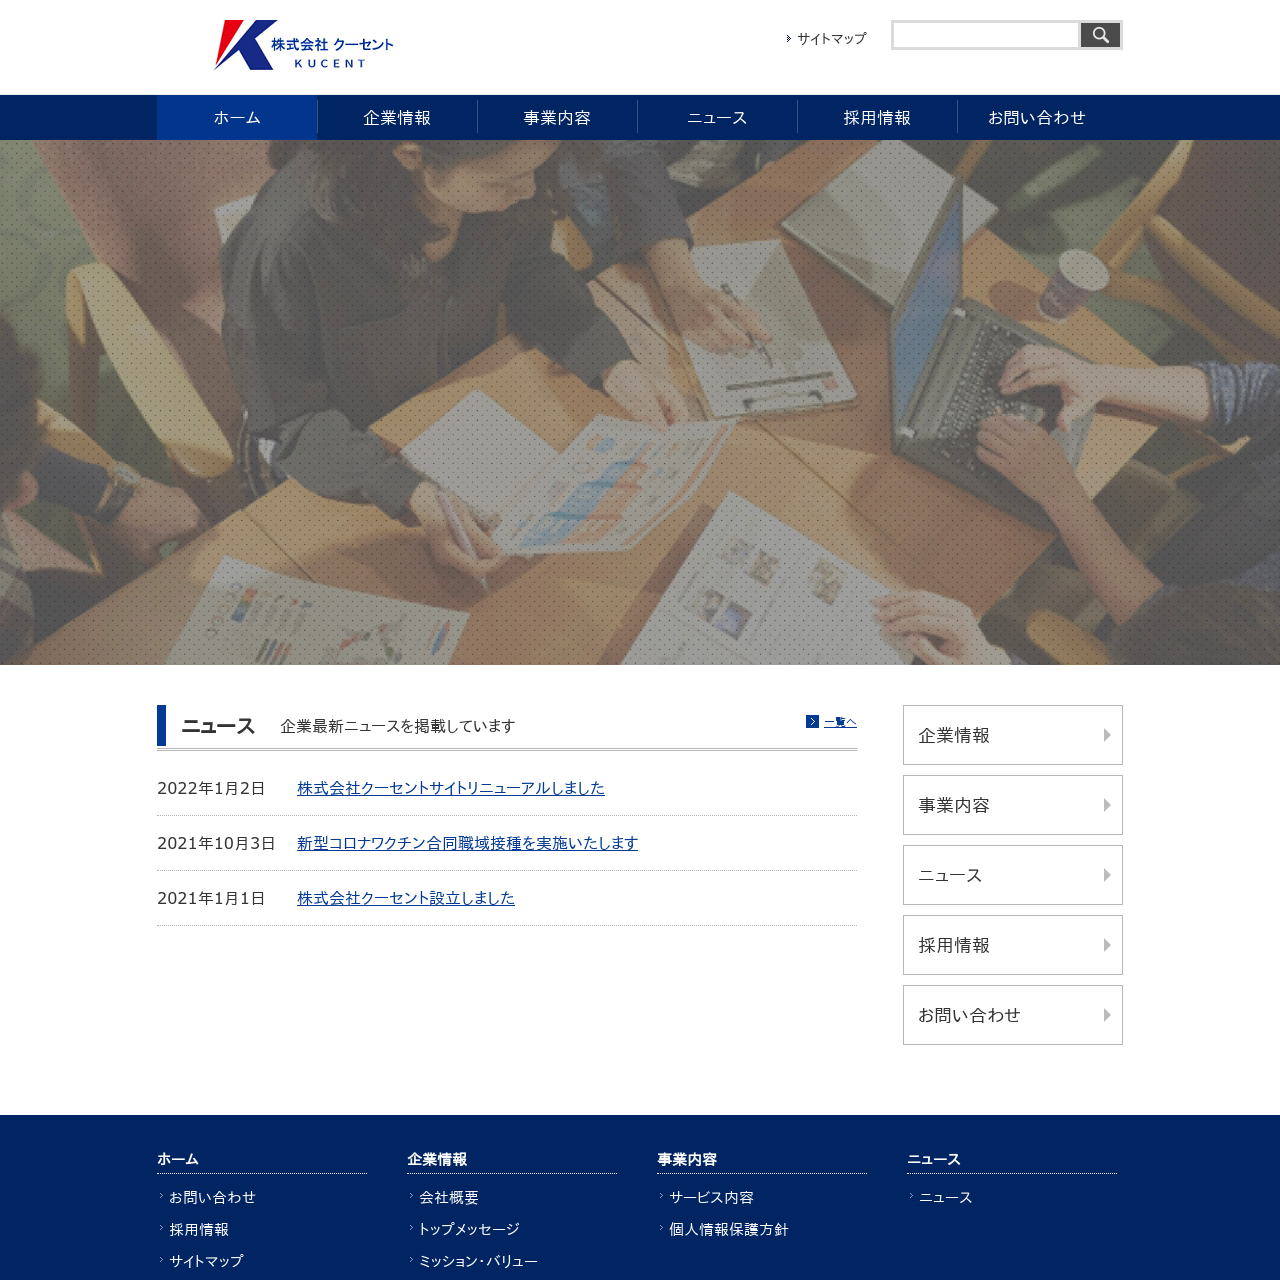 株式会社 クーセント
KUCENT
サイトマップ
ホーム
企業情報
事業内容
ニュース
採用情報
お問い合わせ
ニュース 企業最新ニュースを掲載しています 一覧へ
2022年1月2日 株式会社クーセントサイトリニューアルしました
2021年10月3日 新型コロナワクチン合同職域接種を実施いたします
2021年1月1日 株式会社クーセント設立しました
企業情報
事業内容
ニュース
採用情報
お問い合わせ
ホーム
お問い合わせ
採用情報
サイトマップ
企業情報
会社概要
トップメッセージ
ミッション・バリュー
事業内容
サービス内容
個人情報保護方針
ニュース
ニュース